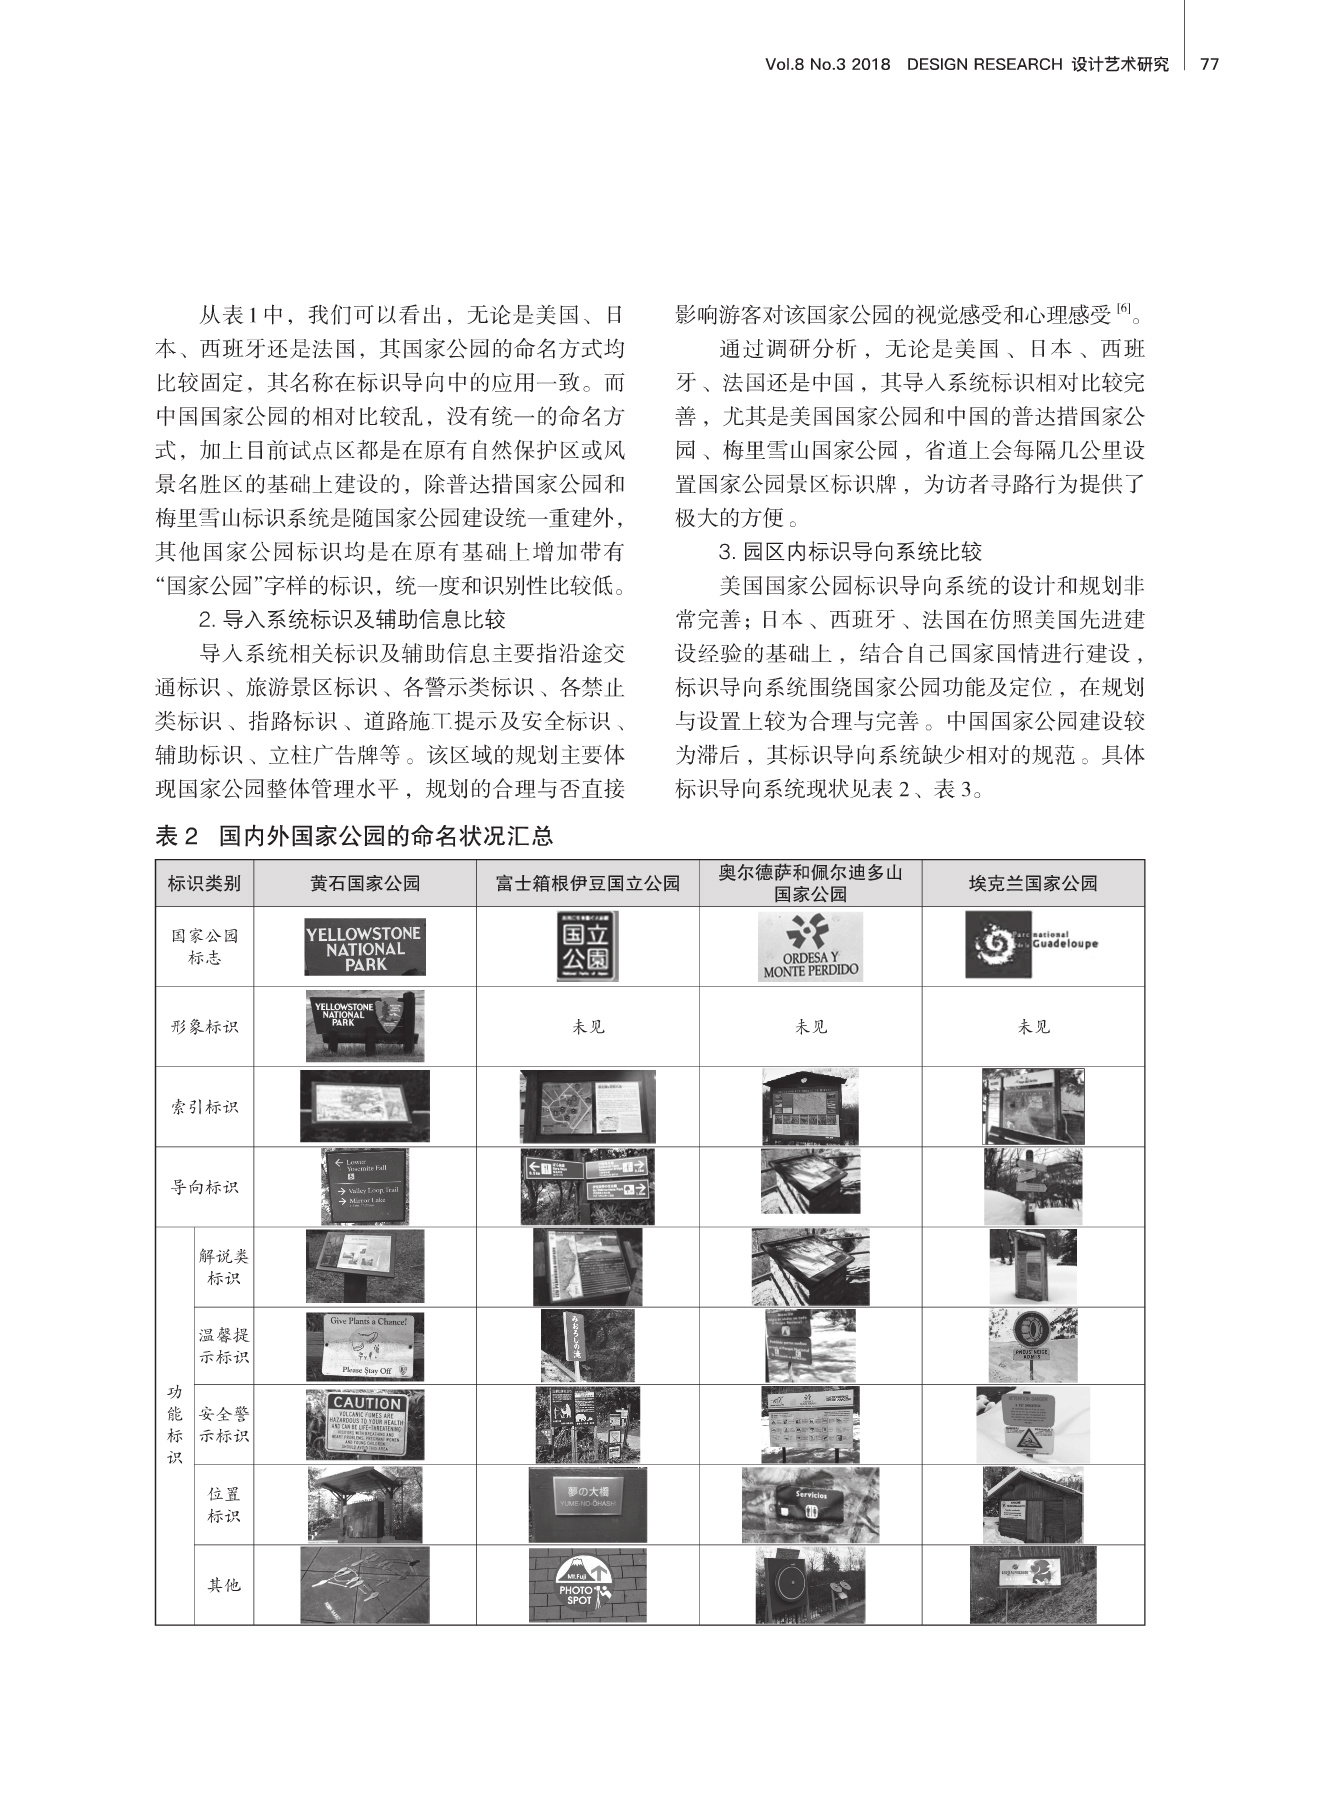 Vol.8 No.3 2018 DESIGN RESEARCH 设计艺术研究 77
从表1中，我们可以看出，无论是美国、日
本、西班牙还是法国，其国家公园的命名方式均
比较固定，其名称在标识导向中的应用一致。而
中国国家公园的相对比较乱，没有统一的命名方
式，加上目前试点区都是在原有自然保护区或风
景名胜区的基础上建设的，除普达措国家公园和
梅里雪山标识系统是随国家公园建设统一重建外，
其他国家公园标识均是在原有基础上增加带有
“国家公园”字样的标识，统一度和识别性比较低。
2. 导入系统标识及辅助信息比较
导入系统相关标识及辅助信息主要指沿途交
通标识、旅游景区标识、各警示类标识、各禁止
类标识、指路标识、道路施工提示及安全标识、
辅助标识、立柱广告牌等。该区域的规划主要体
现国家公园整体管理水平，规划的合理与否直接
影响游客对该国家公园的视觉感受和心理感受[6]。
通过调研分析，无论是美国、日本、西班
牙、法国还是中国，其导入系统标识相对比较完
善，尤其是美国国家公园和中国的普达措国家公
园、梅里雪山国家公园，省道上会每隔几公里设
置国家公园景区标识牌，为访者寻路行为提供了
极大的方便。
3. 园区内标识导向系统比较
美国国家公园标识导向系统的设计和规划非
常完善；日本、西班牙、法国在仿照美国先进建
设经验的基础上，结合自己国家国情进行建设，
标识导向系统围绕国家公园功能及定位，在规划
与设置上较为合理与完善。中国国家公园建设较
为滞后，其标识导向系统缺少相对的规范。具体
标识导向系统现状见表2、表3。
表 2 国内外国家公园的命名状况汇总
标识类别 黄石国家公园 富士箱根伊豆国立公园 奥尔德萨和佩尔迪多山 埃克兰国家公园
国家公园
国家公园
标志
YELLOWSTONE
NATIONAL
PARK
国立
公園
ORDESA Y
MONTE PERDIDO
Parc national
Guadeloupe
形象标识
YELLOWSTONE
NATIONAL
PARK
未见 未见 未见
索引标识
导向标识
Lower
Yosemite Fall
Valley Loop Trail
Mirror Lake
功能标识
解说类
标识
温馨提
示标识
Give Plants a Chance!
Please Stay Off
みおろしの滝
PNEUS NEIGE
ADMIS
安全警
示标识
CAUTION
VOLCANIC FUMES ARE
HAZARDOUS TO YOUR HEALTH
AND CAN BE LIFE-THREATENING
位置
标识
夢の大橋
YUME-NO-ŌHASHI
Servicios
其他
Mt.Fuji
PHOTO
SPOT